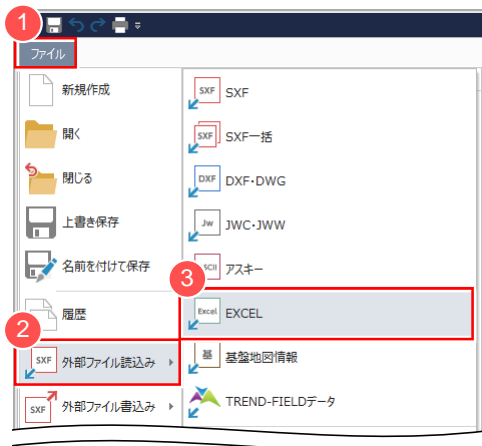 1
ファイル
新規作成
開く
閉じる
上書き保存
名前を付けて保存
履歴
2
SXF 外部ファイル読込み
SXF 外部ファイル書込み
SXF SXF
SXF SXF一括
DXF DXF・DWG
Jw JWC・JWW
SCII アスキー
3
Excel EXCEL
基 基盤地図情報
TREND-FIELDデータ